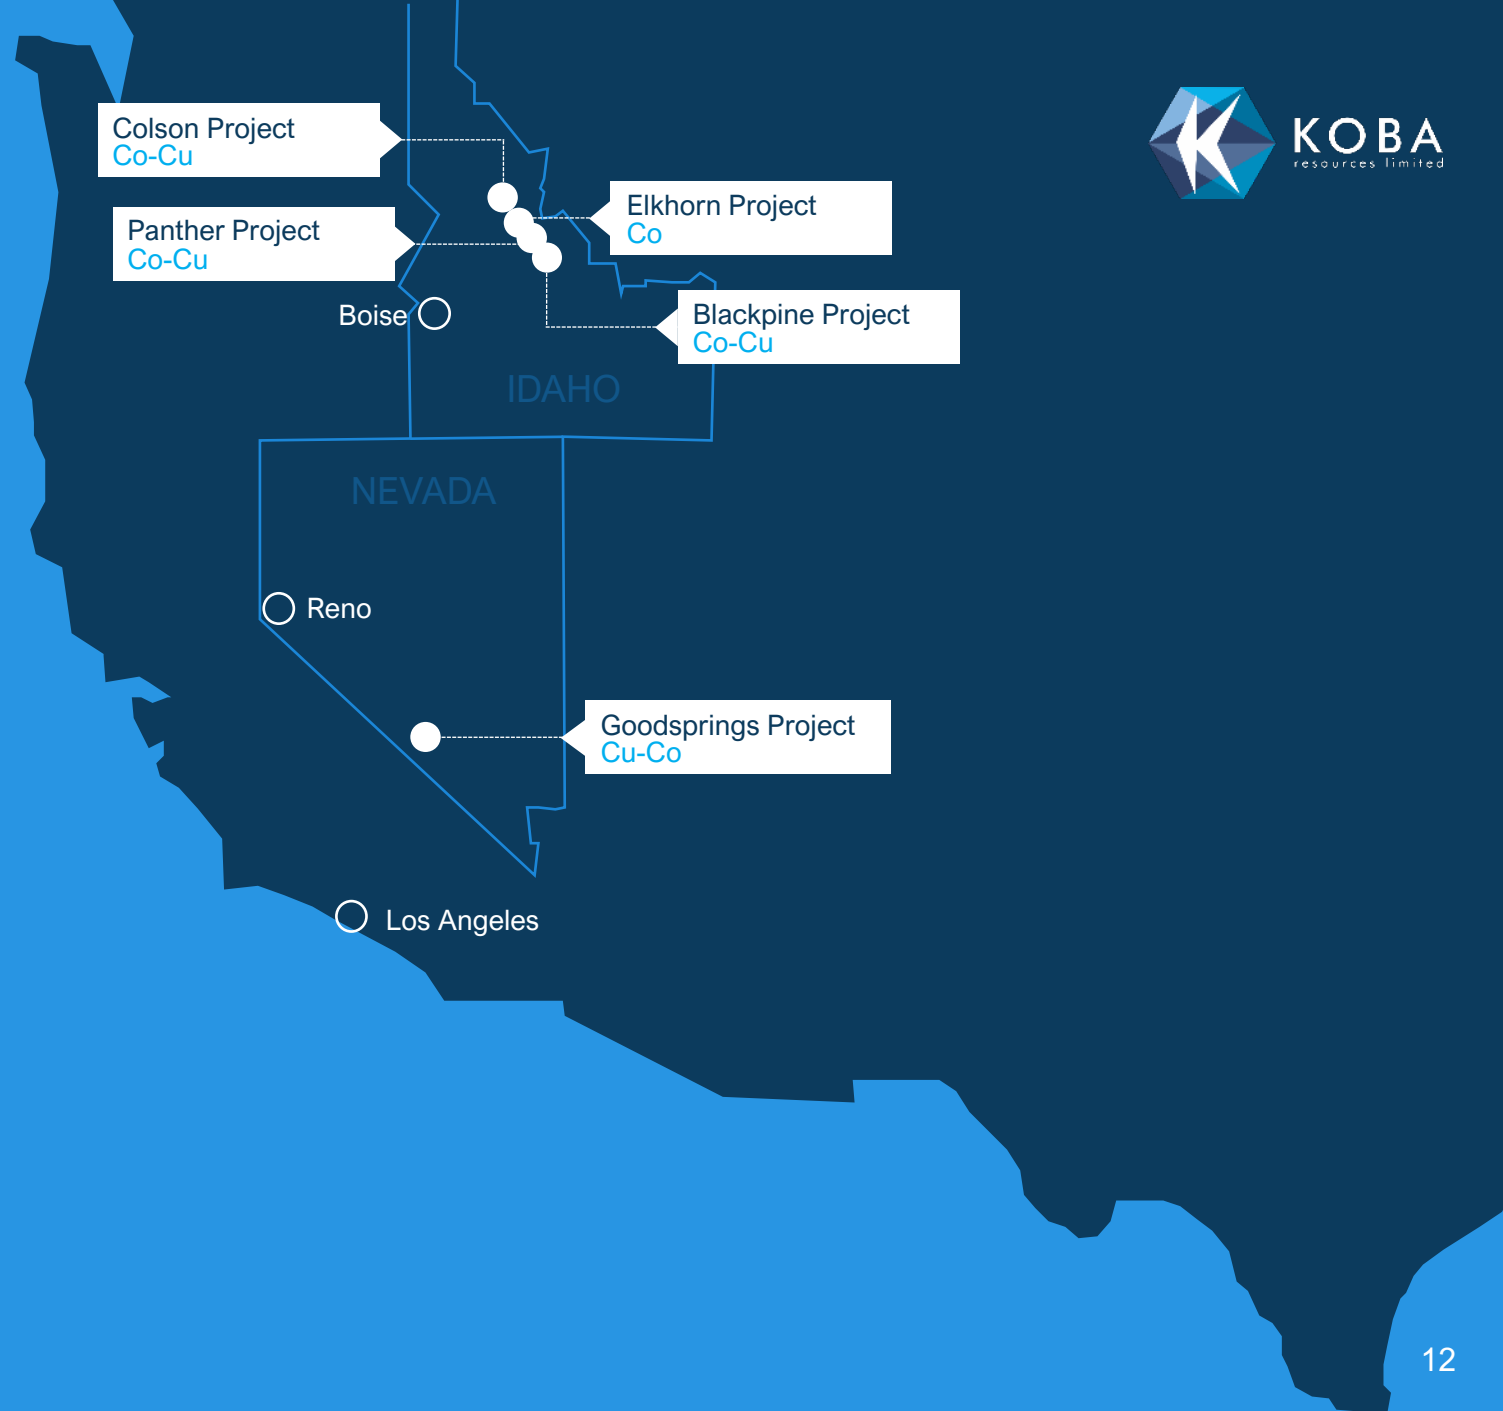 Colson Project
Co-Cu
KOBA
resources limited
Elkhorn Project
Co
Panther Project
Co-Cu
Boise
Blackpine Project
Co-Cu
IDAHO
NEVADA
Reno
Goodsprings Project
Cu-Co
Los Angeles
12